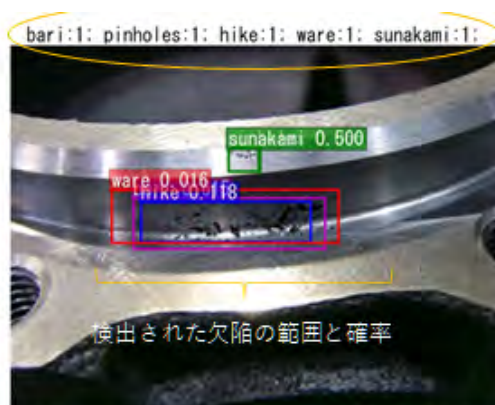 bari:1; pinholes:1; hike:1; ware:1; sunakami:1;
sunakami 0.500
ware 0.016
hike 0.118
検出された欠陥の範囲と確率